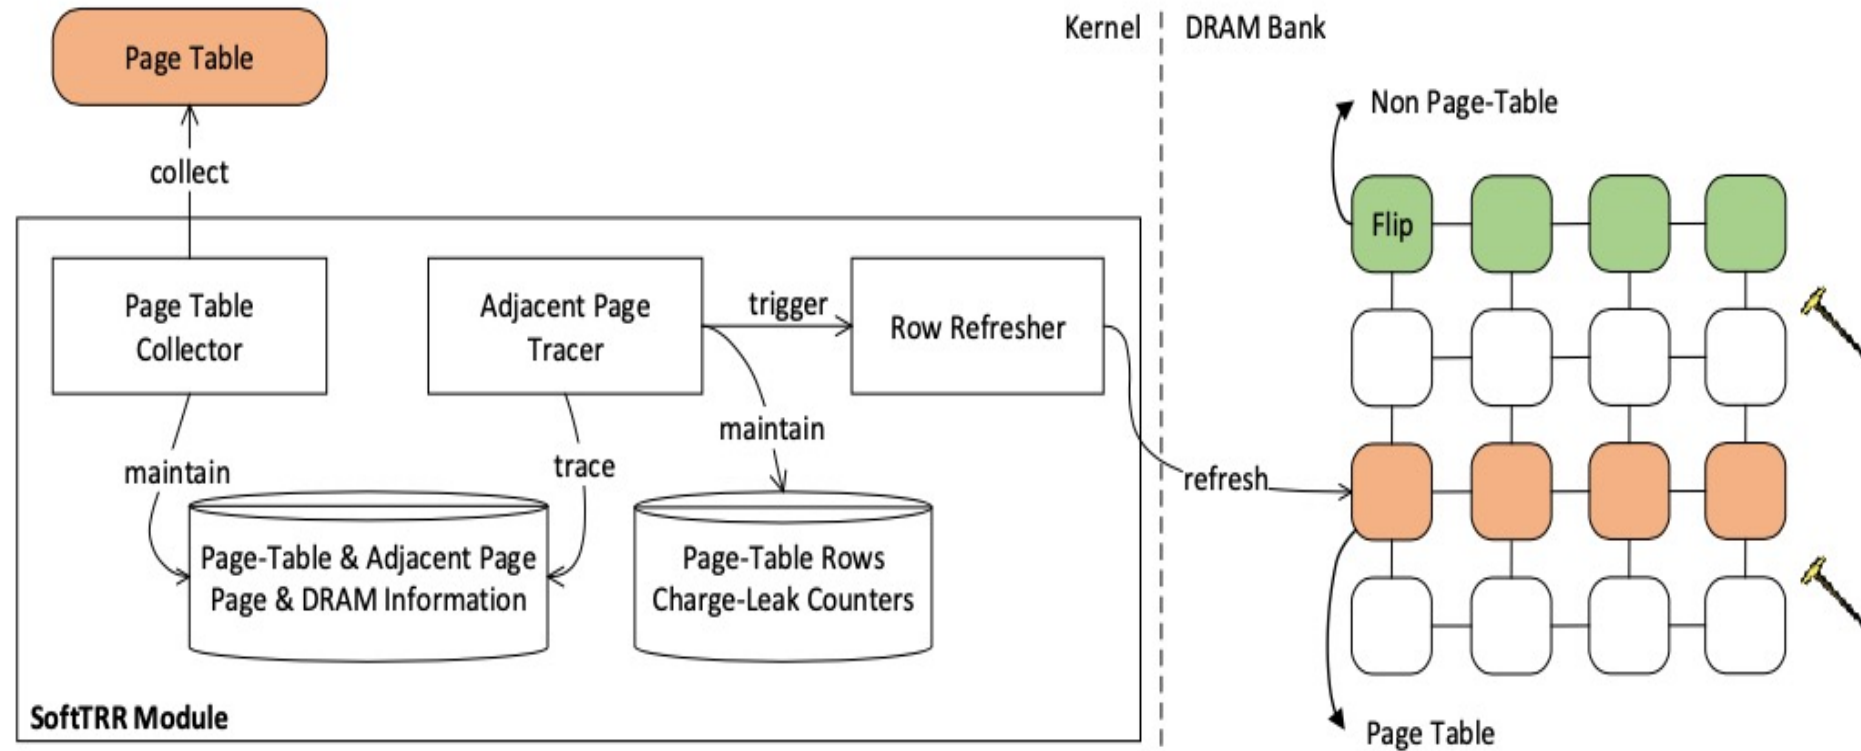 Page Table
Kernel
DRAM Bank
Non Page-Table
collect
Flip
Page Table
Collector
Adjacent Page
Tracer
trigger
Row Refresher
maintain
trace
maintain
refresh
Page-Table & Adjacent Page
Page & DRAM Information
Page-Table Rows
Charge-Leak Counters
SoftTRR Module
Page Table